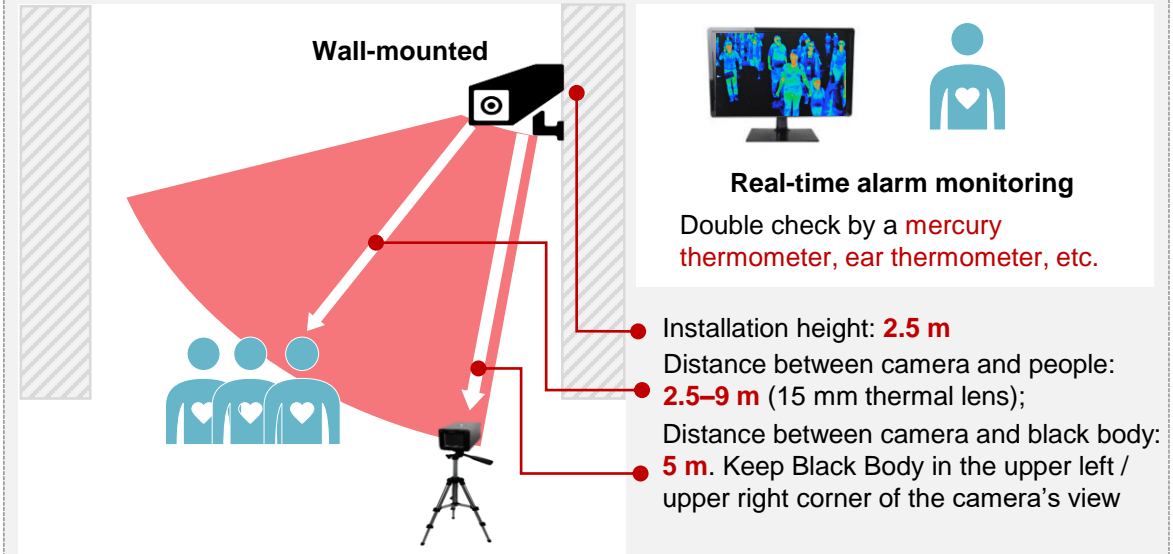 Wall-mounted
Real-time alarm monitoring
Double check by a mercury
thermometer, ear thermometer, etc.
Installation height: 2.5 m
Distance between camera and people:
2.5–9 m (15 mm thermal lens);
Distance between camera and black body:
5 m. Keep Black Body in the upper left /
upper right corner of the camera’s view